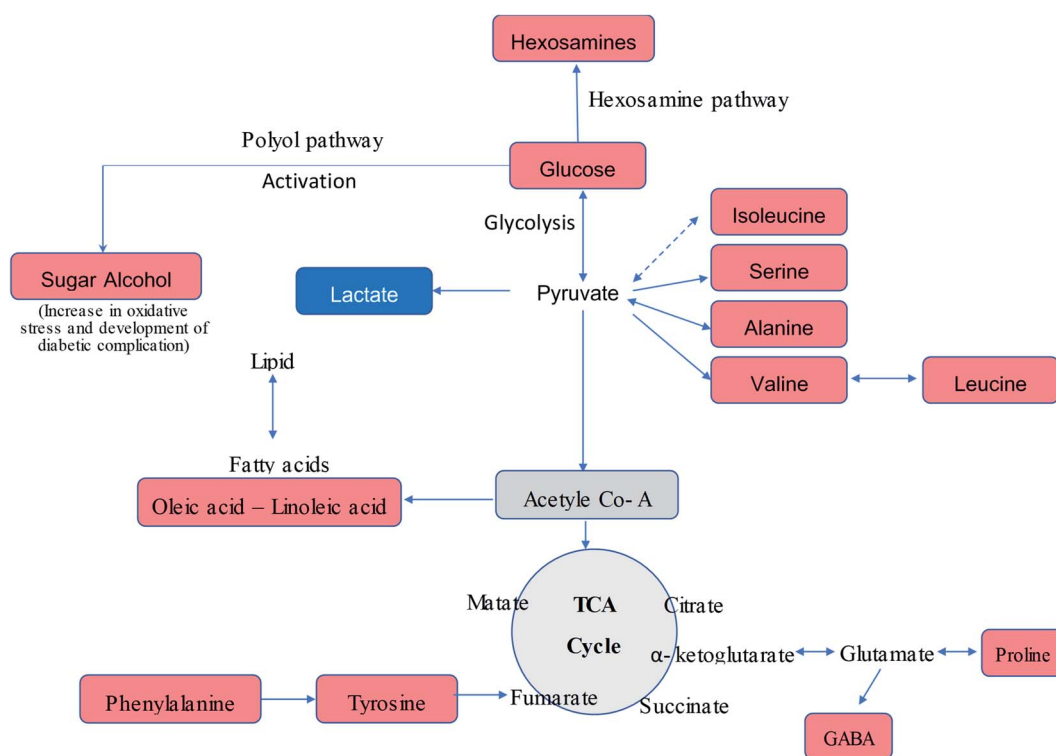 Hexosamines
Hexosamine pathway
Polyol pathway
Glucose
Activation
Isoleucine
Glycolysis
Serine
Sugar Alcohol
Lactate
Pyruvate
(Increase in oxidative
stress and development of
diabetic complication)
Alanine
Lipid
Valine
Leucine
Fatty acids
Oleic acid – Linoleic acid
Acetyle Co- A
Matate
TCA
Citrate
Cycle
α- ketoglutarate
Glutamate
Proline
Phenylalanine
Tyrosine
Fumarate
Succinate
GABA